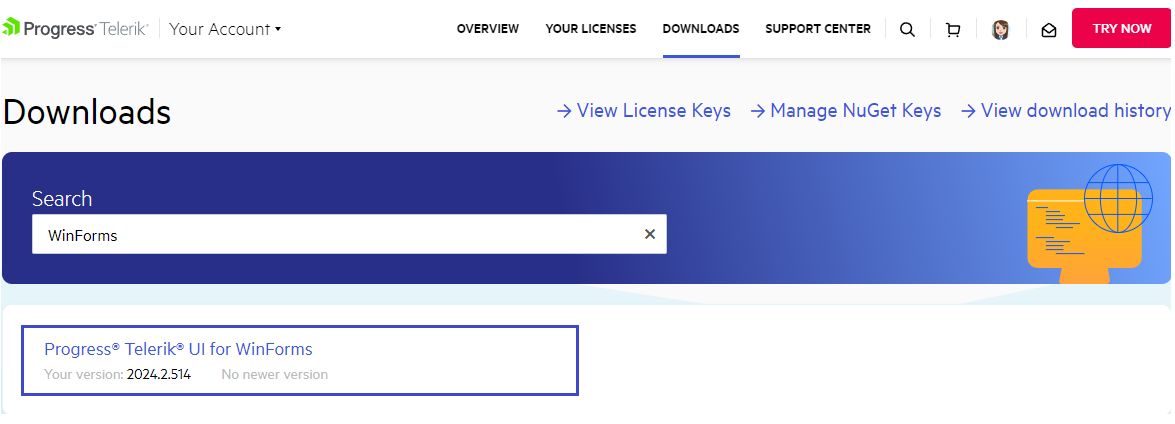 Progress® Telerik® Your Account OVERVIEW YOUR LICENSES DOWNLOADS SUPPORT CENTER TRY NOW
Downloads → View License Keys → Manage NuGet Keys → View download history
Search
WinForms ×
Progress® Telerik® UI for WinForms
Your version: 2024.2.514 No newer version